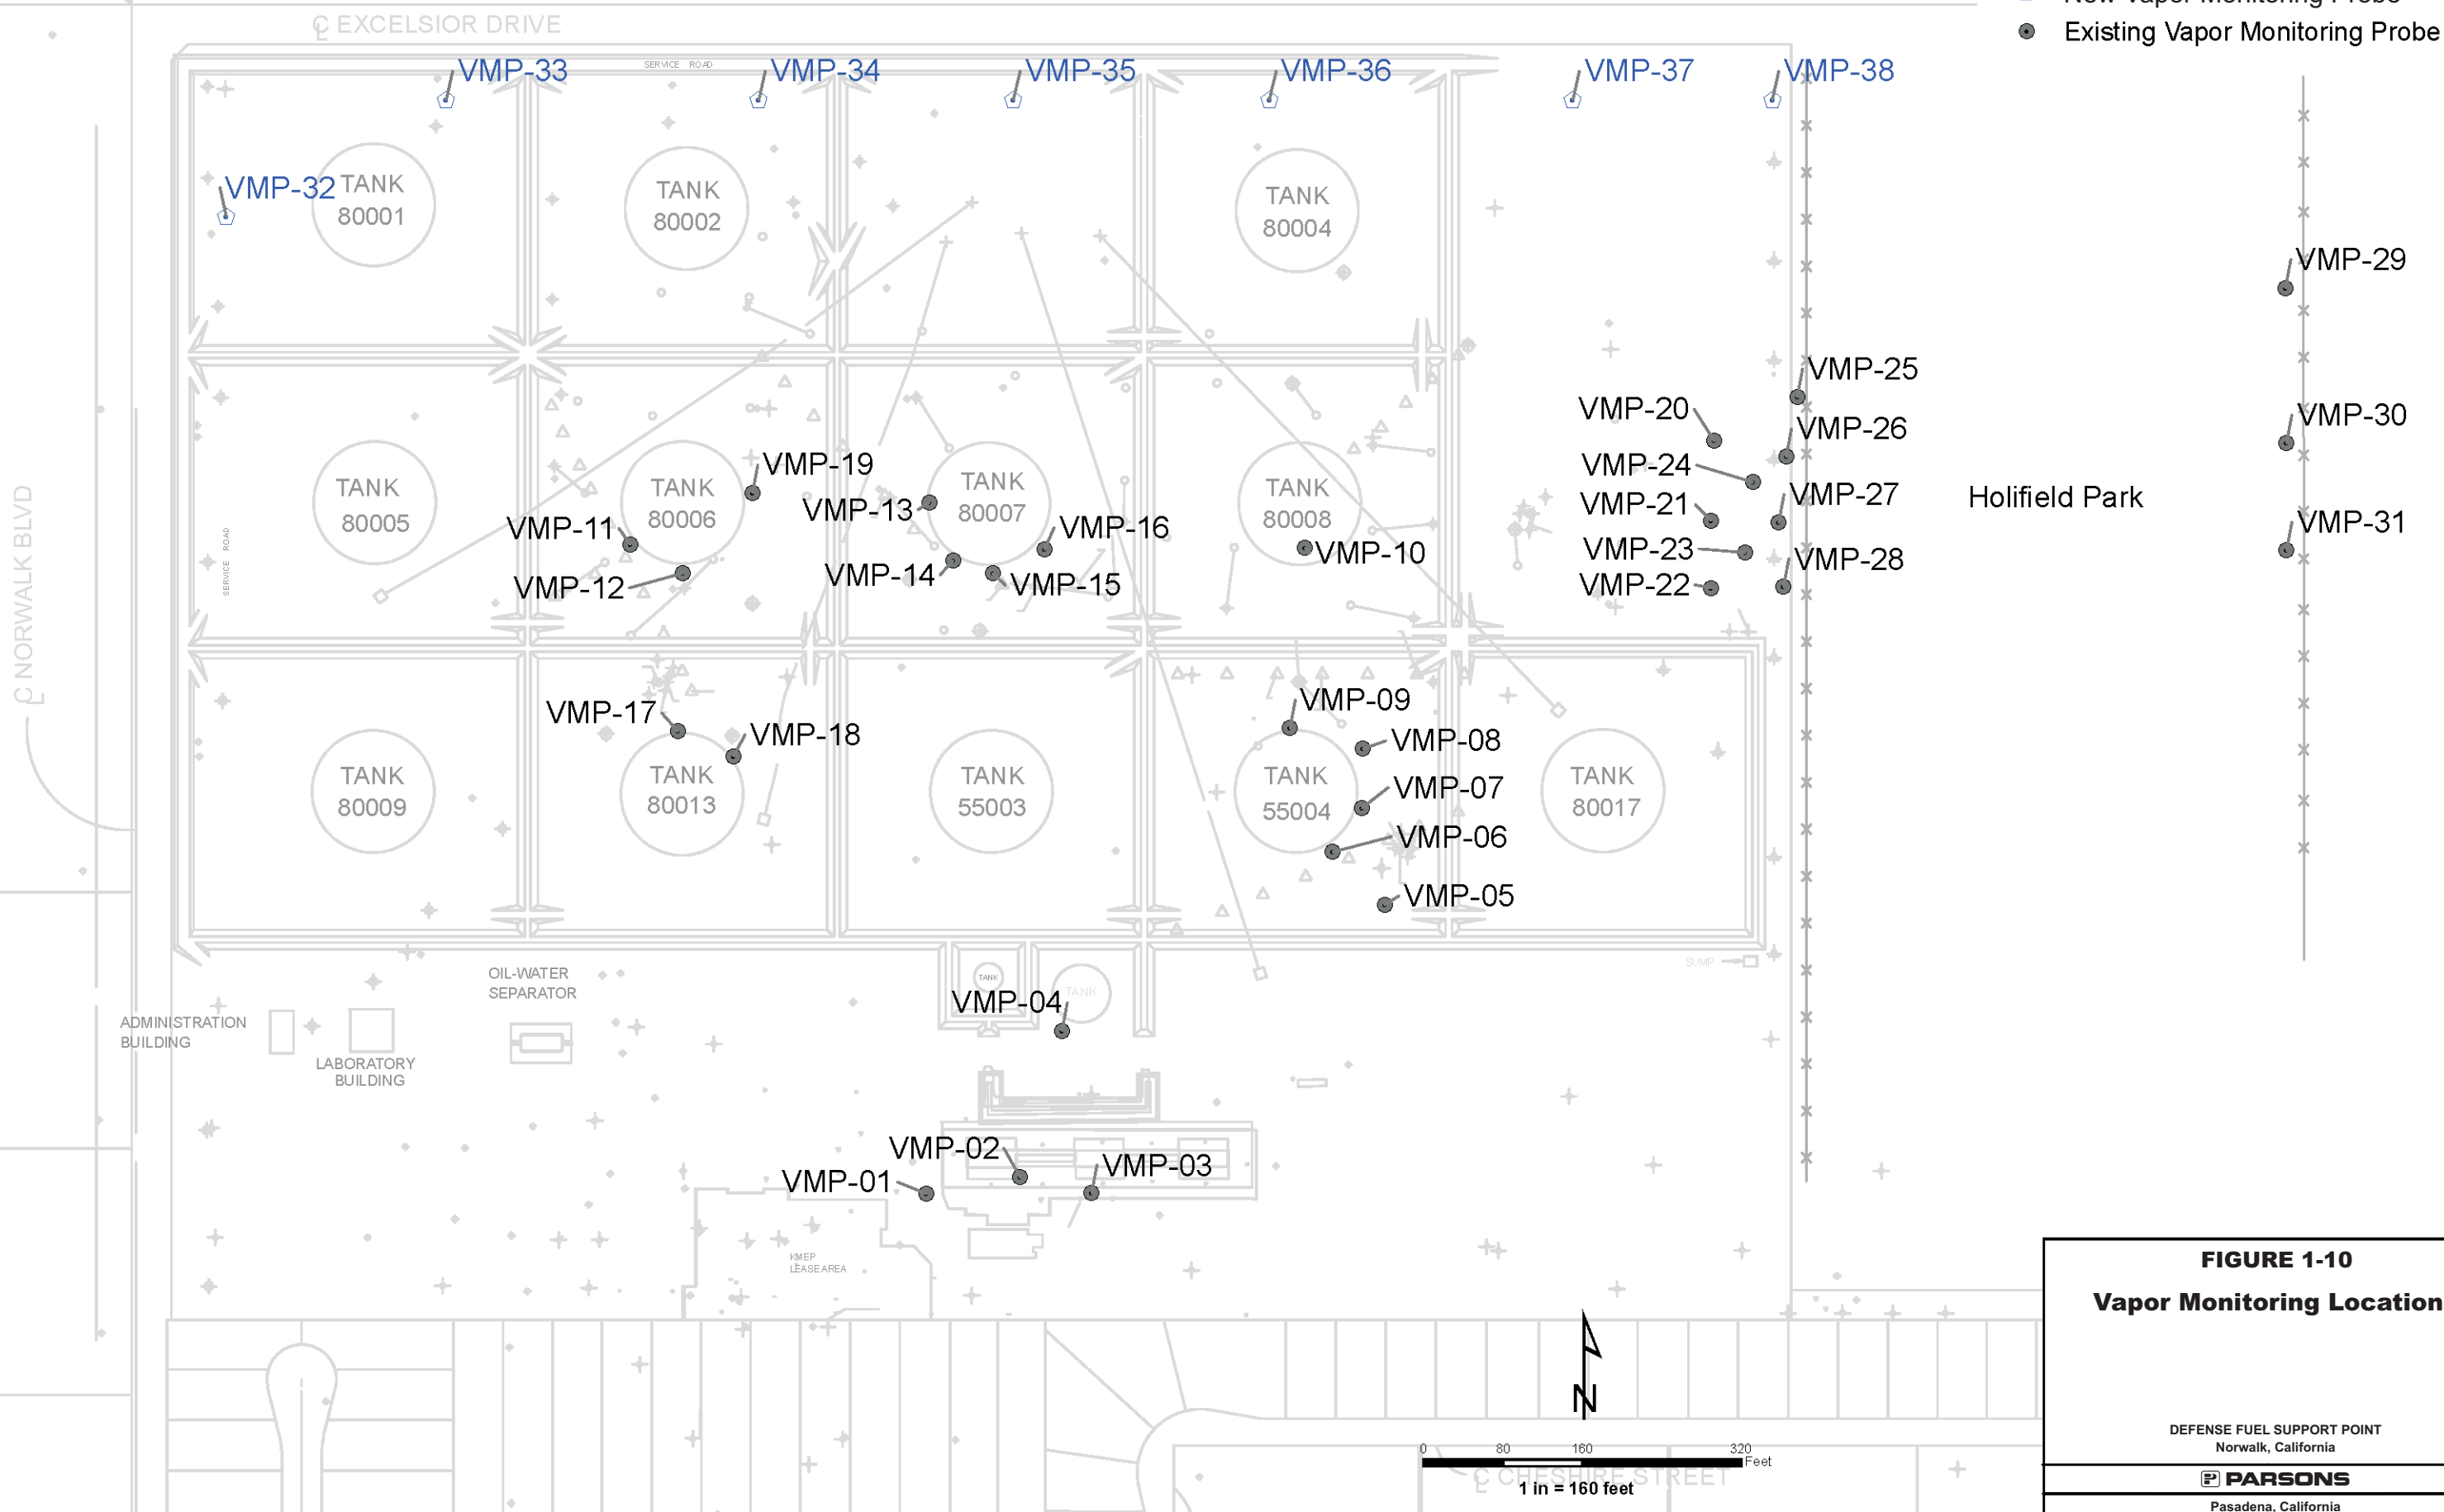 New Vapor Monitoring Probe
Existing Vapor Monitoring Probe
℄ EXCELSIOR DRIVE
SERVICE ROAD
VMP-33
VMP-34
VMP-35
VMP-36
VMP-37
VMP-38
VMP-32
TANK
80001
TANK
80002
TANK
80004
VMP-29
VMP-25
VMP-20
VMP-26
VMP-30
VMP-24
VMP-19
VMP-27
Holifield Park
VMP-21
VMP-31
VMP-23
VMP-28
VMP-22
TANK
80005
TANK
80006
VMP-13
TANK
80007
TANK
80008
VMP-11
VMP-16
VMP-10
VMP-12
VMP-14
VMP-15
℄ NORWALK BLVD
SERVICE ROAD
VMP-17
VMP-18
VMP-09
VMP-08
VMP-07
VMP-06
VMP-05
TANK
80009
TANK
80013
TANK
55003
TANK
55004
TANK
80017
SUMP
OIL-WATER
SEPARATOR
TANK
TANK
VMP-04
ADMINISTRATION
BUILDING
LABORATORY
BUILDING
VMP-02
VMP-03
VMP-01
KMEP
LEASE AREA
N
0 80 160 320
Feet
℄ CHESHIRE STREET
1 in = 160 feet
FIGURE 1-10
Vapor Monitoring Location
DEFENSE FUEL SUPPORT POINT
Norwalk, California
PARSONS
Pasadena, California